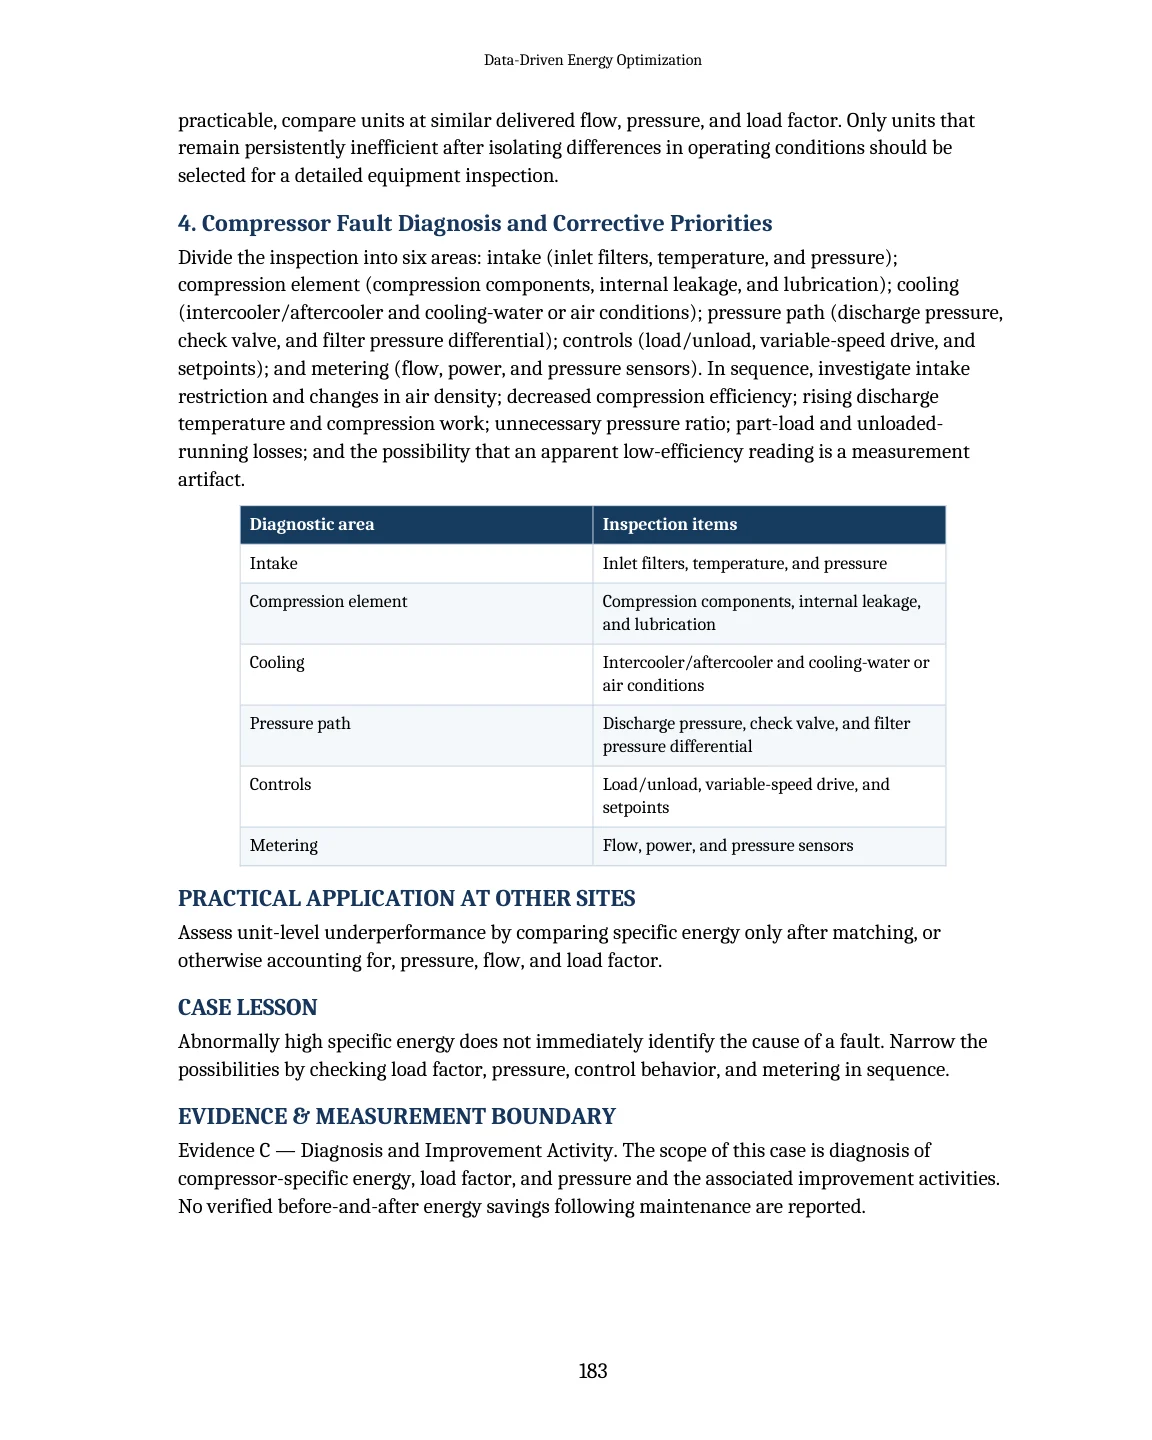 Data-Driven Energy Optimization
practicable, compare units at similar delivered flow, pressure, and load factor. Only units that
remain persistently inefficient after isolating differences in operating conditions should be
selected for a detailed equipment inspection.
4. Compressor Fault Diagnosis and Corrective Priorities
Divide the inspection into six areas: intake (inlet filters, temperature, and pressure);
compression element (compression components, internal leakage, and lubrication); cooling
(intercooler/aftercooler and cooling-water or air conditions); pressure path (discharge pressure,
check valve, and filter pressure differential); controls (load/unload, variable-speed drive, and
setpoints); and metering (flow, power, and pressure sensors). In sequence, investigate intake
restriction and changes in air density; decreased compression efficiency; rising discharge
temperature and compression work; unnecessary pressure ratio; part-load and unloaded-
running losses; and the possibility that an apparent low-efficiency reading is a measurement
artifact.
Diagnostic area
Inspection items
Intake
Inlet filters, temperature, and pressure
Compression element
Compression components, internal leakage,
and lubrication
Cooling
Intercooler/aftercooler and cooling-water or
air conditions
Pressure path
Discharge pressure, check valve, and filter
pressure differential
Controls
Load/unload, variable-speed drive, and
setpoints
Metering
Flow, power, and pressure sensors
PRACTICAL APPLICATION AT OTHER SITES
Assess unit-level underperformance by comparing specific energy only after matching, or
otherwise accounting for, pressure, flow, and load factor.
CASE LESSON
Abnormally high specific energy does not immediately identify the cause of a fault. Narrow the
possibilities by checking load factor, pressure, control behavior, and metering in sequence.
EVIDENCE & MEASUREMENT BOUNDARY
Evidence C — Diagnosis and Improvement Activity. The scope of this case is diagnosis of
compressor-specific energy, load factor, and pressure and the associated improvement activities.
No verified before-and-after energy savings following maintenance are reported.
183